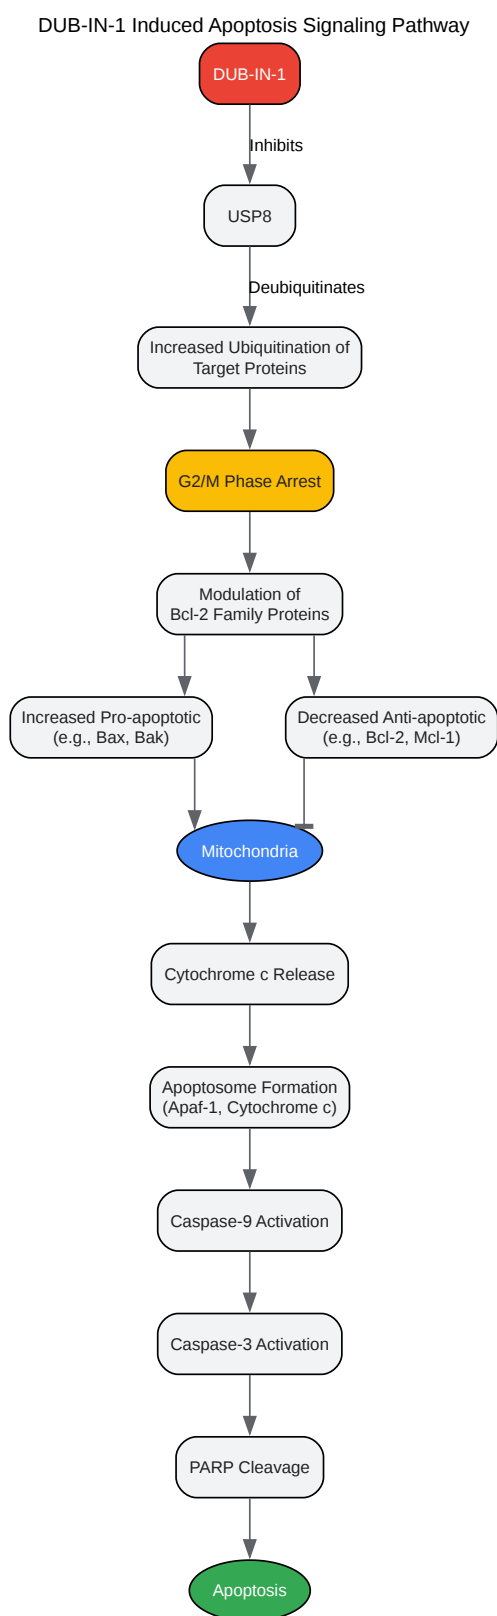 DUB-IN-1 Induced Apoptosis Signaling Pathway
DUB-IN-1
Inhibits
USP8
Deubiquitinates
Increased Ubiquitination of
Target Proteins
G2/M Phase Arrest
Modulation of
Bcl-2 Family Proteins
Increased Pro-apoptotic
(e.g., Bax, Bak)
Decreased Anti-apoptotic
(e.g., Bcl-2, Mcl-1)
Mitochondria
Cytochrome c Release
Apoptosome Formation
(Apaf-1, Cytochrome c)
Caspase-9 Activation
Caspase-3 Activation
PARP Cleavage
Apoptosis